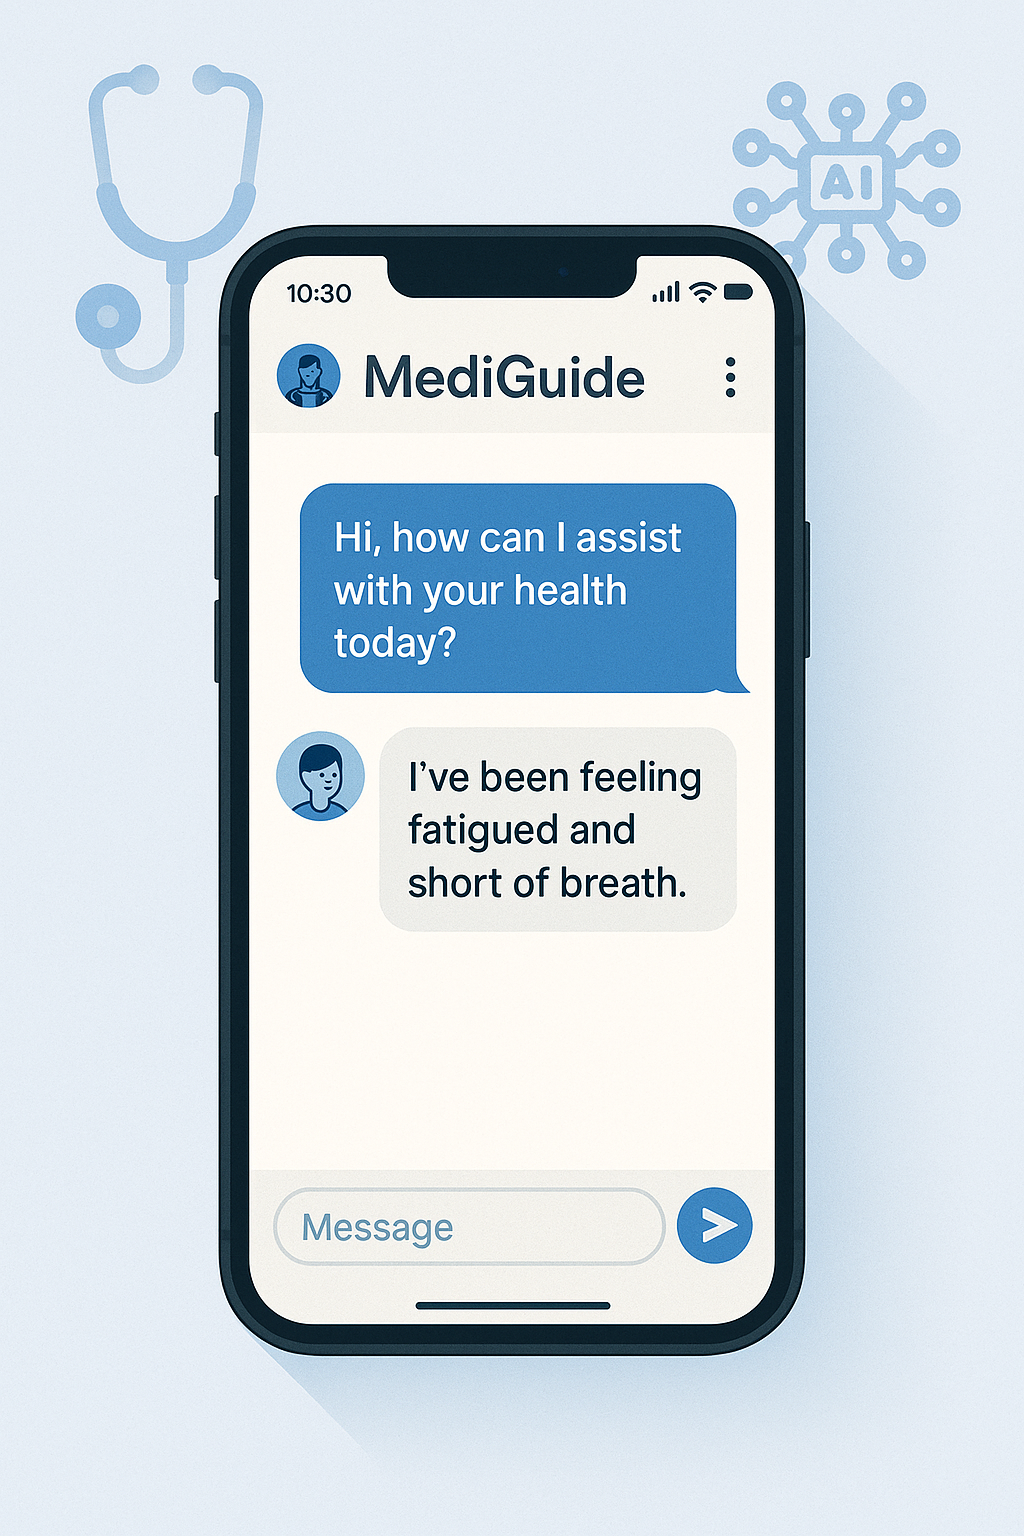 AI
10:30
MediGuide
Hi, how can I assist
with your health
today?
I've been feeling
fatigued and
short of breath.
Message